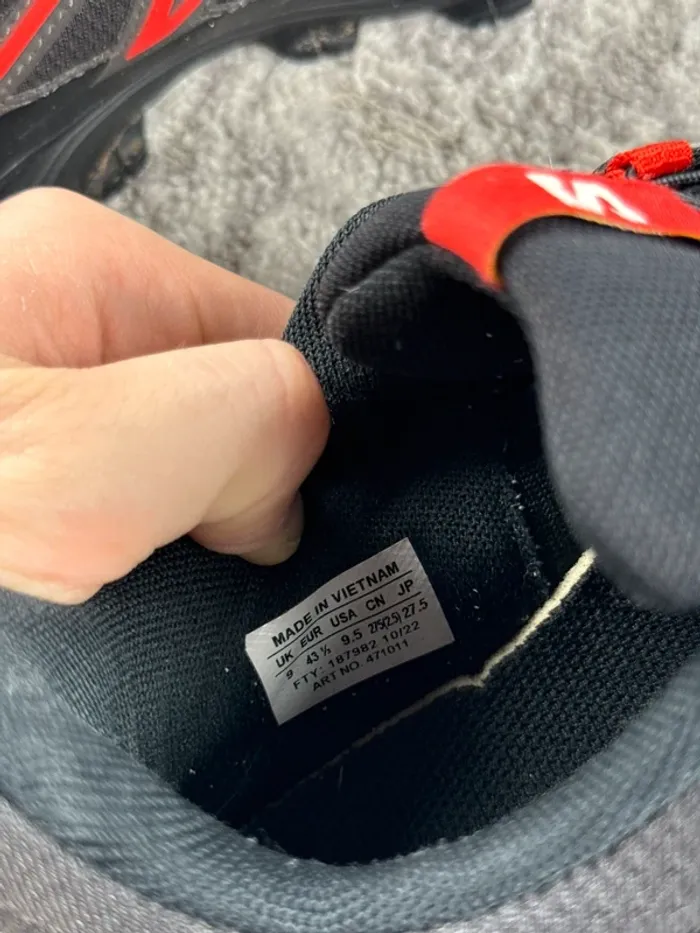 MADE IN VIETNAM
UK EUR USA CN JP
9 43 ⅓ 9.5 275(2.5) 27.5
FTY: 187982 10/22
ART NO. 471011